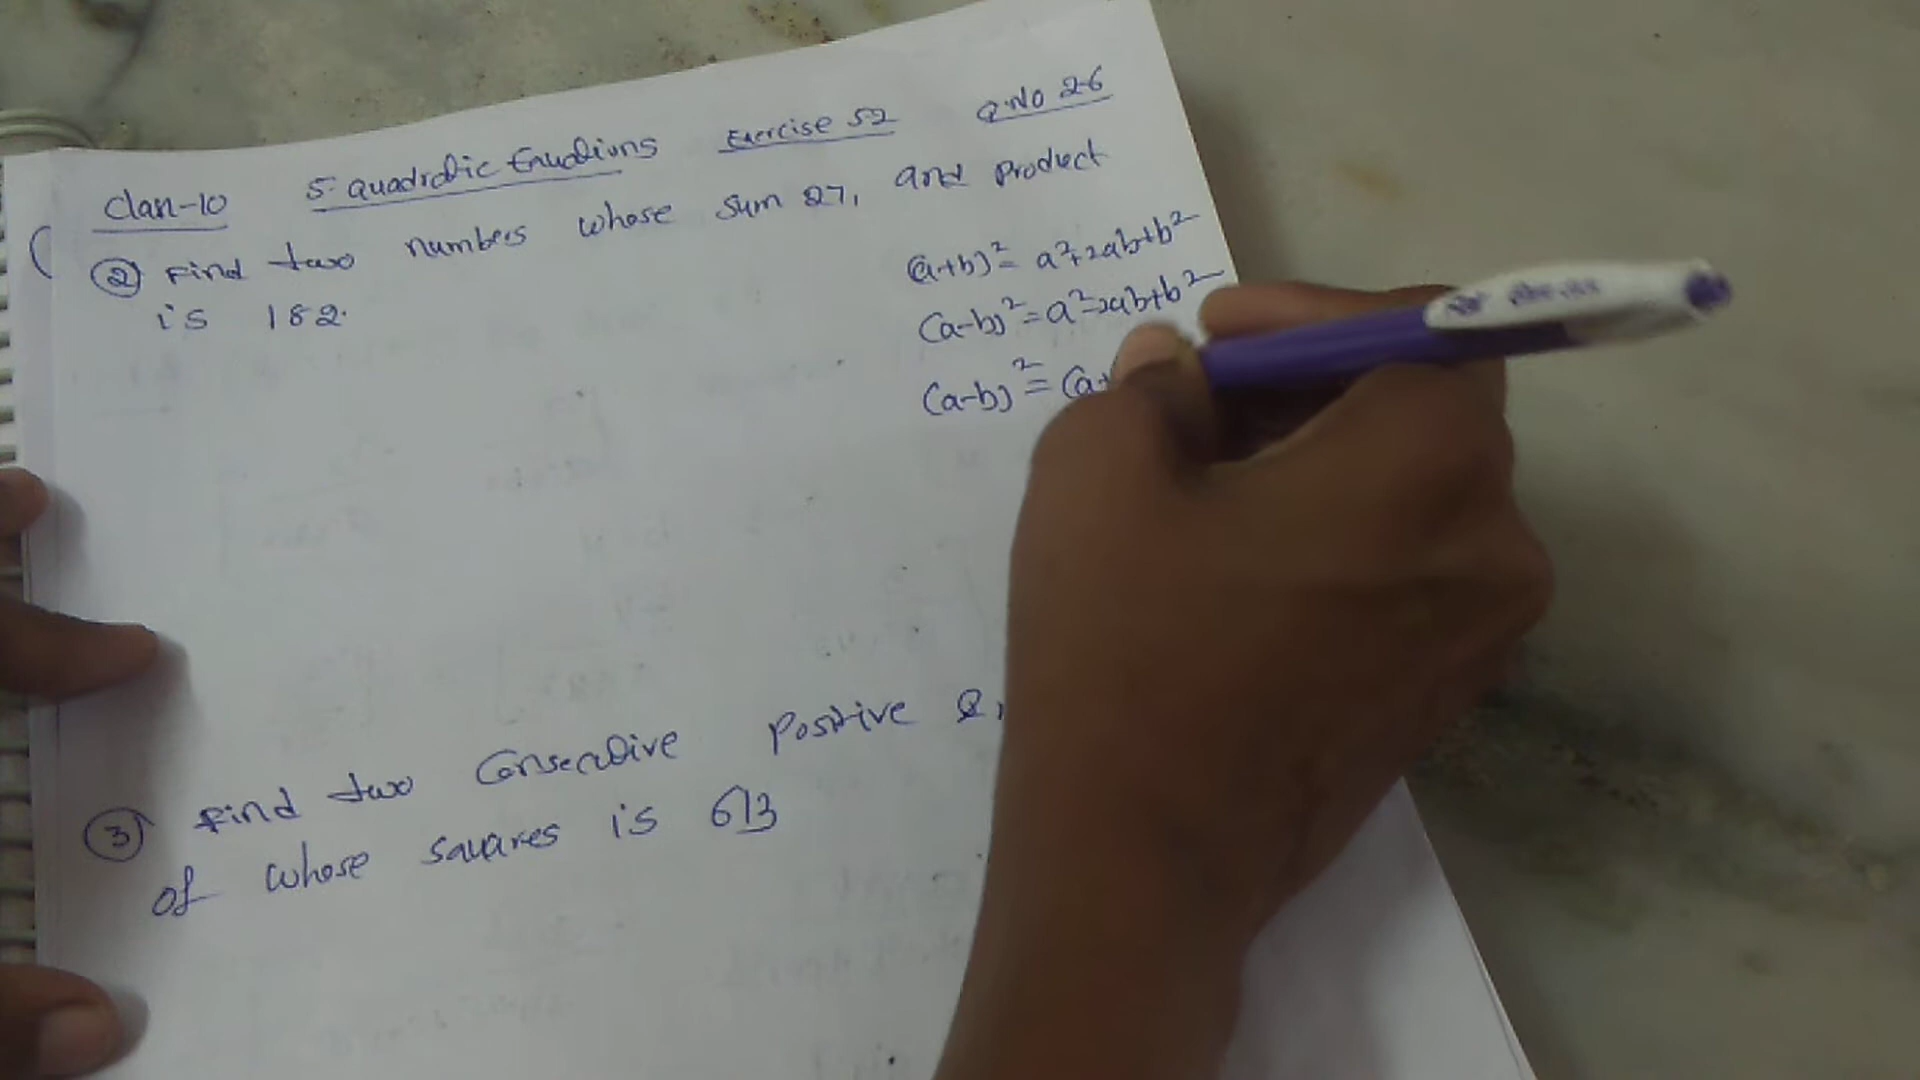 Class-10 5. Quadratic Equations Exercise 5.2 Q.No 2.6
② Find two numbers whose sum 27, and product
is 182.
(a+b)² = a²+2ab+b²
(a-b)² = a²-2ab+b²
(a-b)² = (a+
③ Find two Consecutive Positive
of whose squares is 613